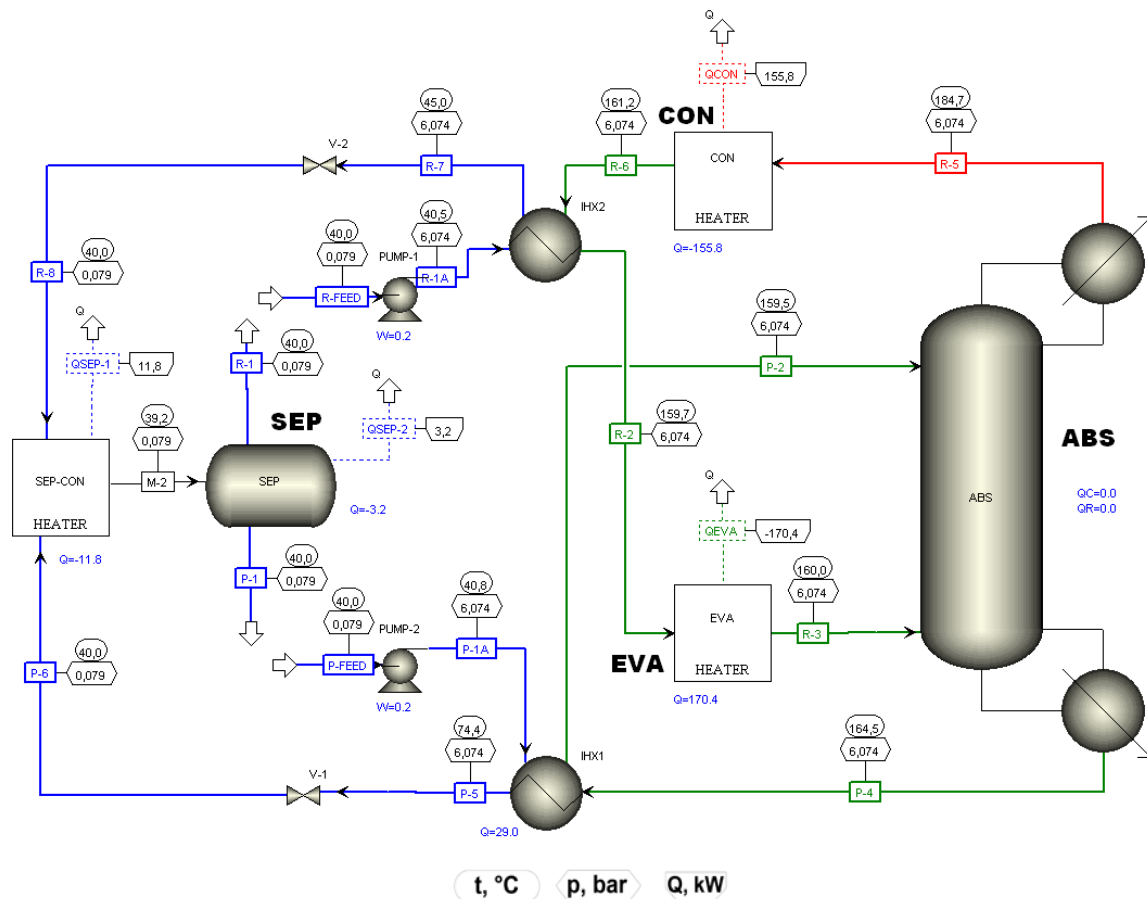 Q
QCON
155,8
45,0
6,074
161,2
6,074
CON
184,7
6,074
V-2
R-7
R-6
CON
HEATER
R-5
IHX2
Q=-155.8
40,0
0,079
PUMP-1
40,5
6,074
R-1A
R-FEED
W=0.2
40,0
0,079
R-8
Q
QSEP-1
11,8
40,0
0,079
R-1
Q
QSEP-2
3,2
SEP
159,5
6,074
P-2
39,2
0,079
M-2
SEP-CON
HEATER
Q=-11.8
SEP
Q=-3.2
R-2
159,7
6,074
ABS
ABS
QC=0.0
QR=0.0
Q
QEVA
-170,4
40,0
0,079
P-1
40,0
0,079
PUMP-2
40,8
6,074
P-1A
P-FEED
W=0.2
EVA
HEATER
EVA
Q=170.4
160,0
6,074
R-3
40,0
0,079
P-6
74,4
6,074
V-1
P-5
IHX1
Q=29.0
164,5
6,074
P-4
t, °C
p, bar
Q, kW